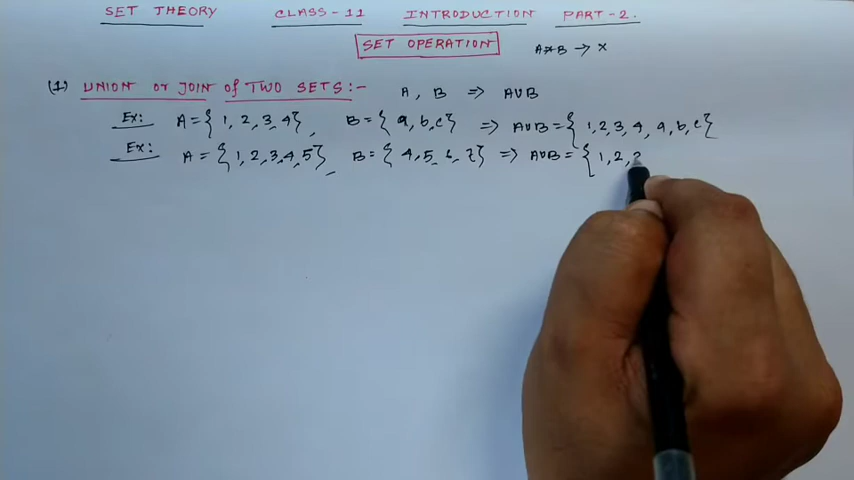 SET THEORY CLASS-11 INTRODUCTION PART-2.
SET OPERATION A*B → X
(1) UNION or JOIN of TWO SETS:- A, B ⇒ A∪B
Ex: A = {1, 2, 3, 4}, B = {a, b, c} ⇒ A∪B = {1, 2, 3, 4, a, b, c}
Ex: A = {1, 2, 3, 4, 5}, B = {4, 5, 6, 7} ⇒ A∪B = {1, 2,